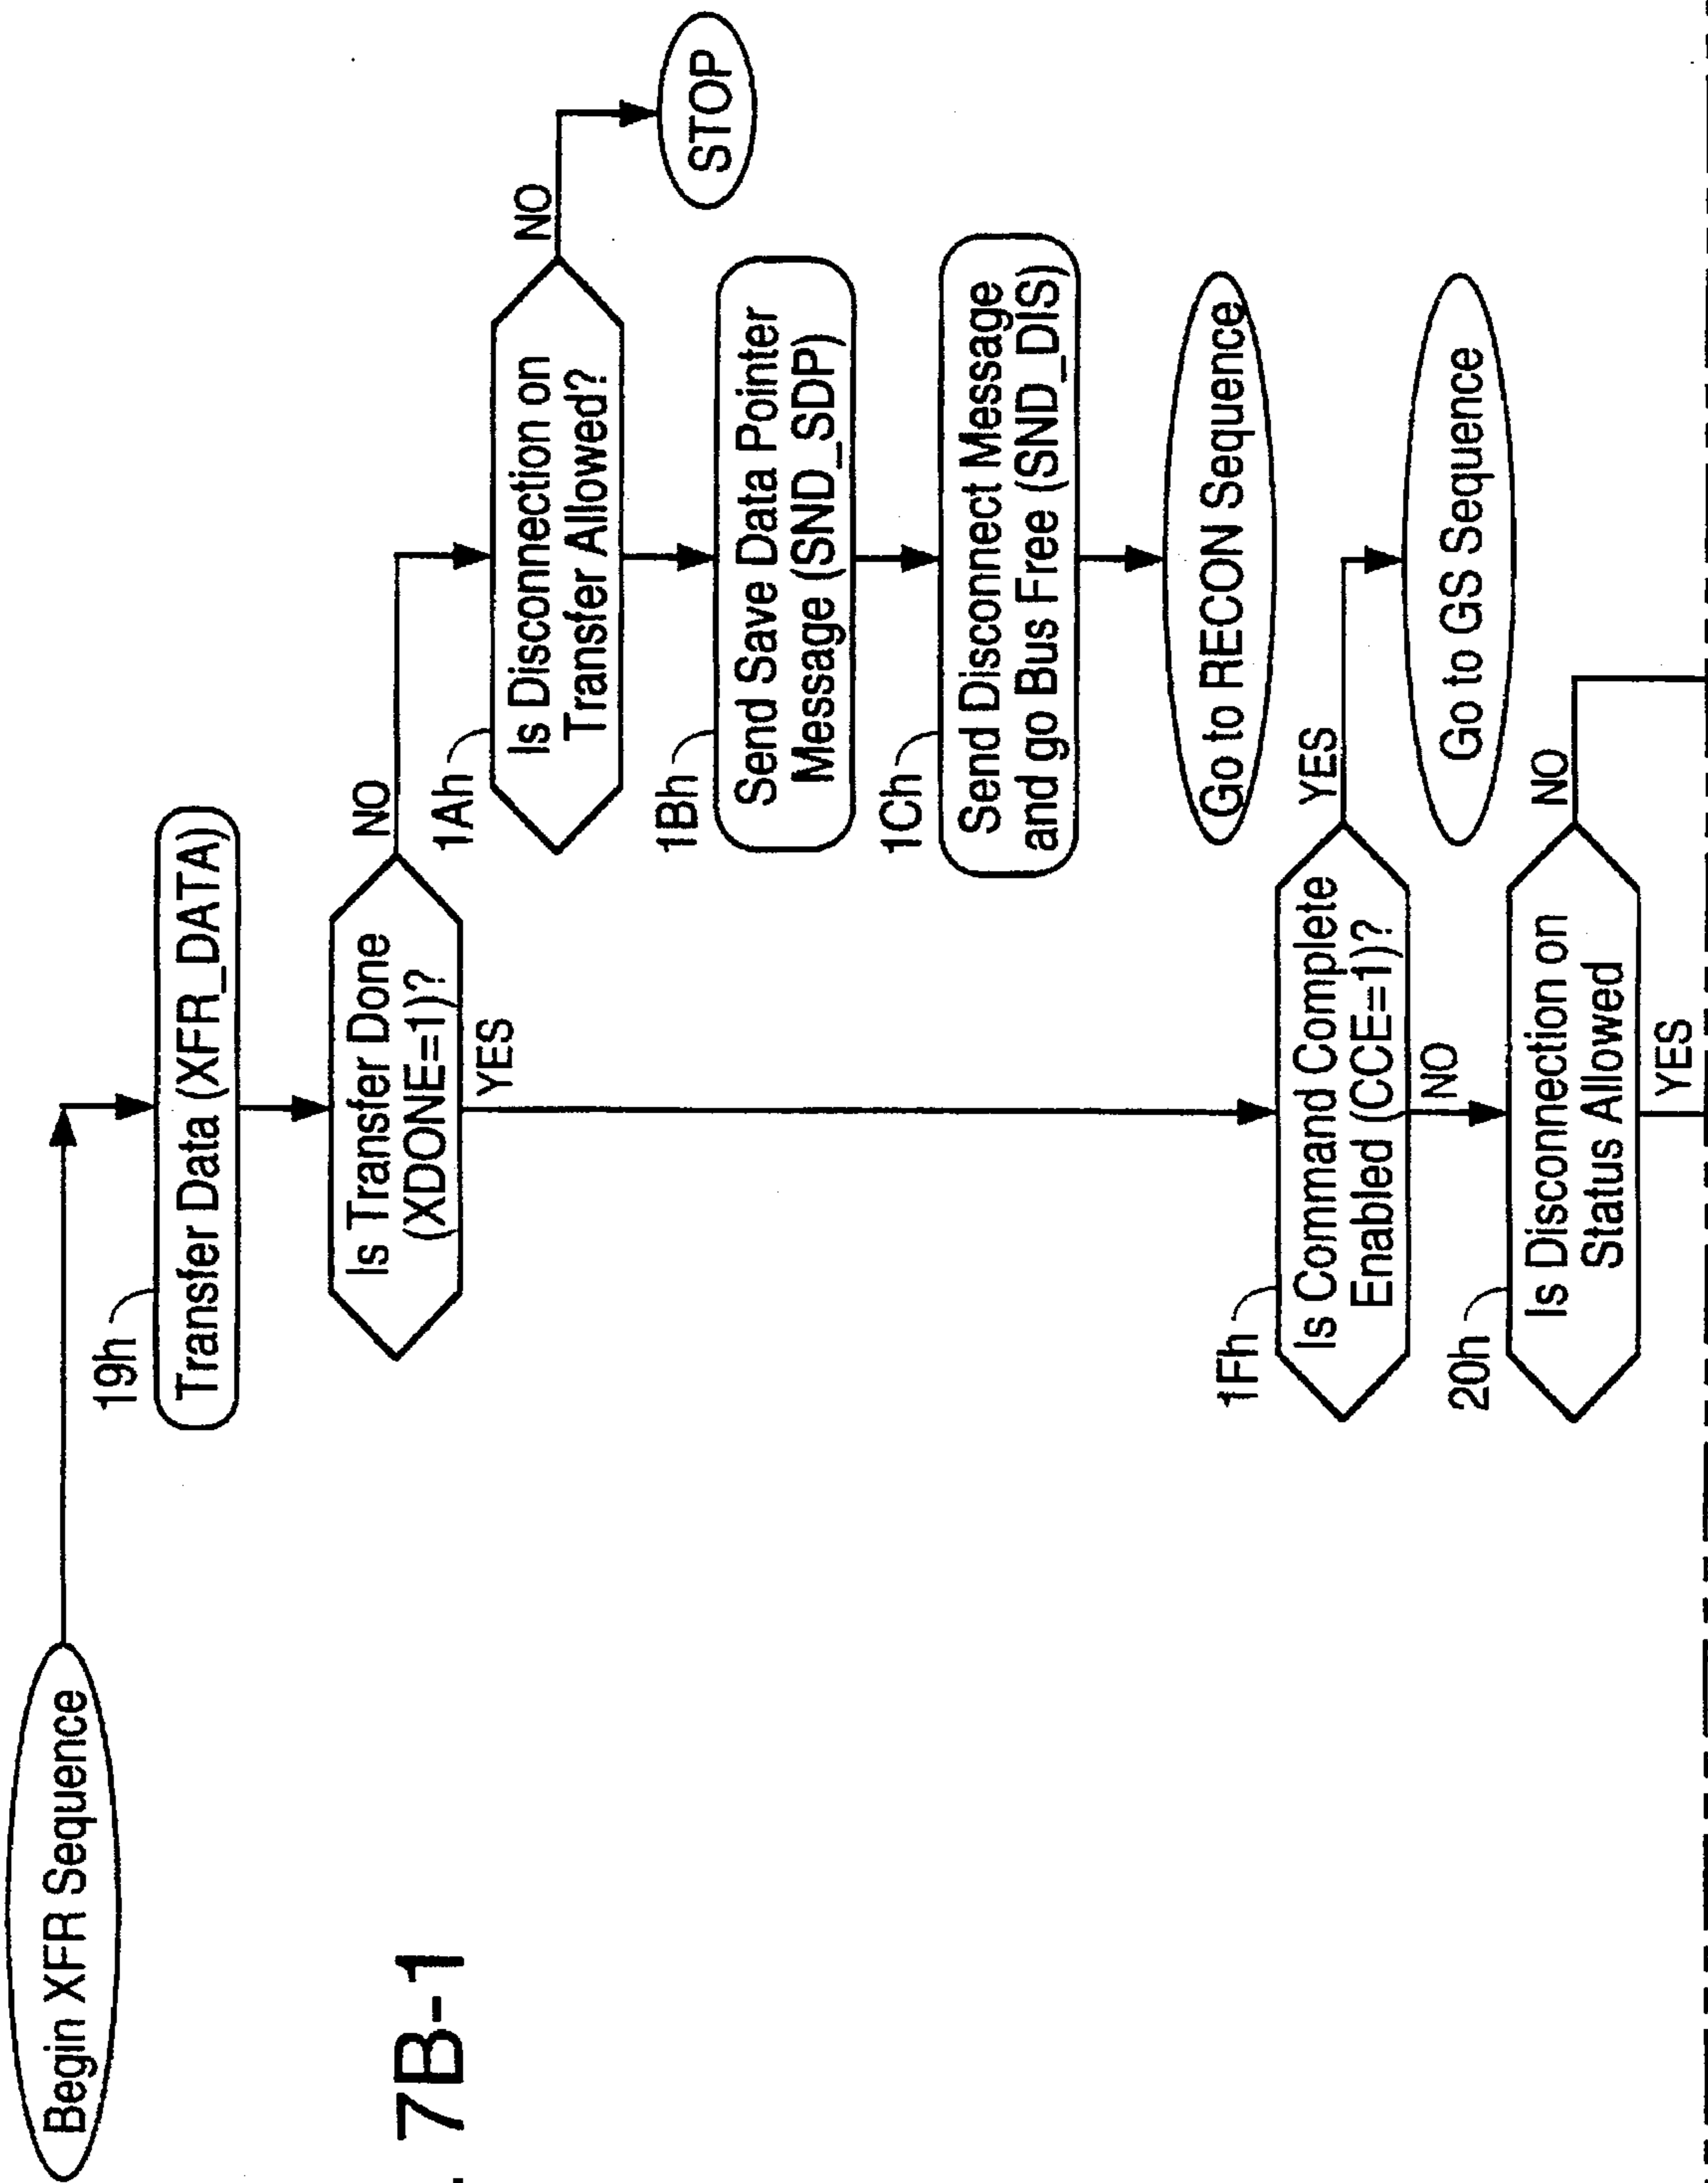 Begin XFR Sequence
19h
Transfer Data (XFR_DATA)
Is Transfer Done
(XDONE=1)?
NO
YES
1Ah
Is Disconnection on
Transfer Allowed?
NO
STOP
1Bh
Send Save Data Pointer
Message (SND_SDP)
1Ch
Send Disconnect Message
and go Bus Free (SND_DIS)
Go to RECON Sequence
1Fh
Is Command Complete
Enabled (CCE=1)?
YES
NO
Go to GS Sequence
20h
Is Disconnection on
Status Allowed
NO
YES
. 7B-1